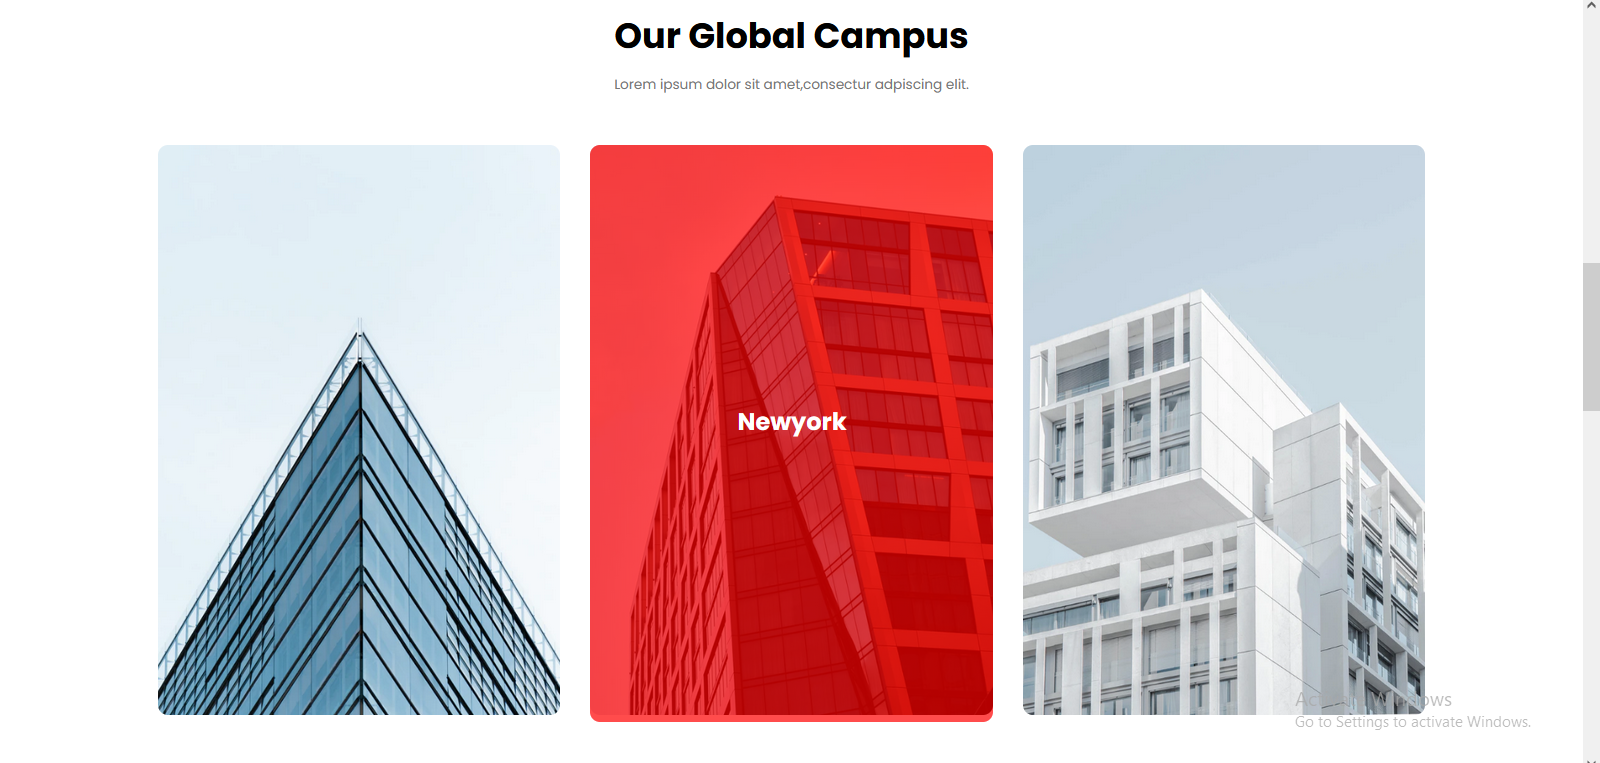 Our Global Campus
Lorem ipsum dolor sit amet,consectur adpiscing elit.
Newyork
Activate Windows
Go to Settings to activate Windows.